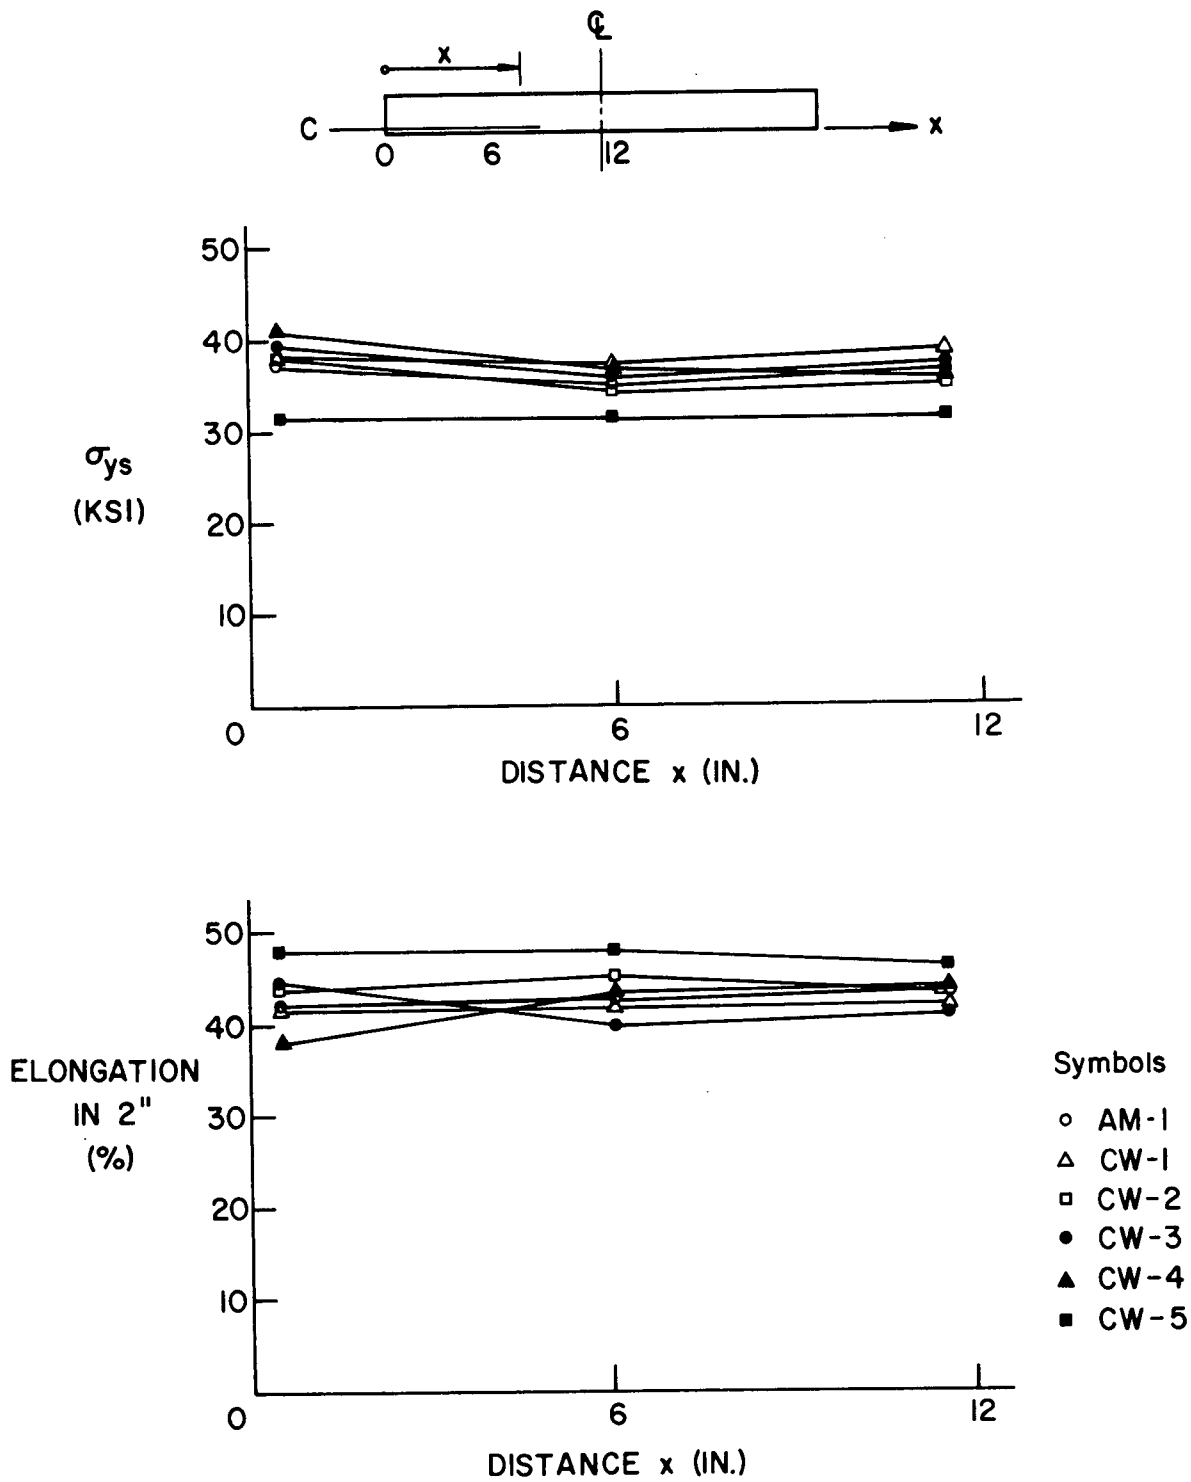 ℄
x
C
x
0 6 12
50
40
30
σys
(KSI)
20
10
0 6 12
DISTANCE x (IN.)
50
40
ELONGATION
IN 2"
(%)
30
20
10
0 6 12
DISTANCE x (IN.)
Symbols
○ AM-1
△ CW-1
□ CW-2
● CW-3
▲ CW-4
■ CW-5